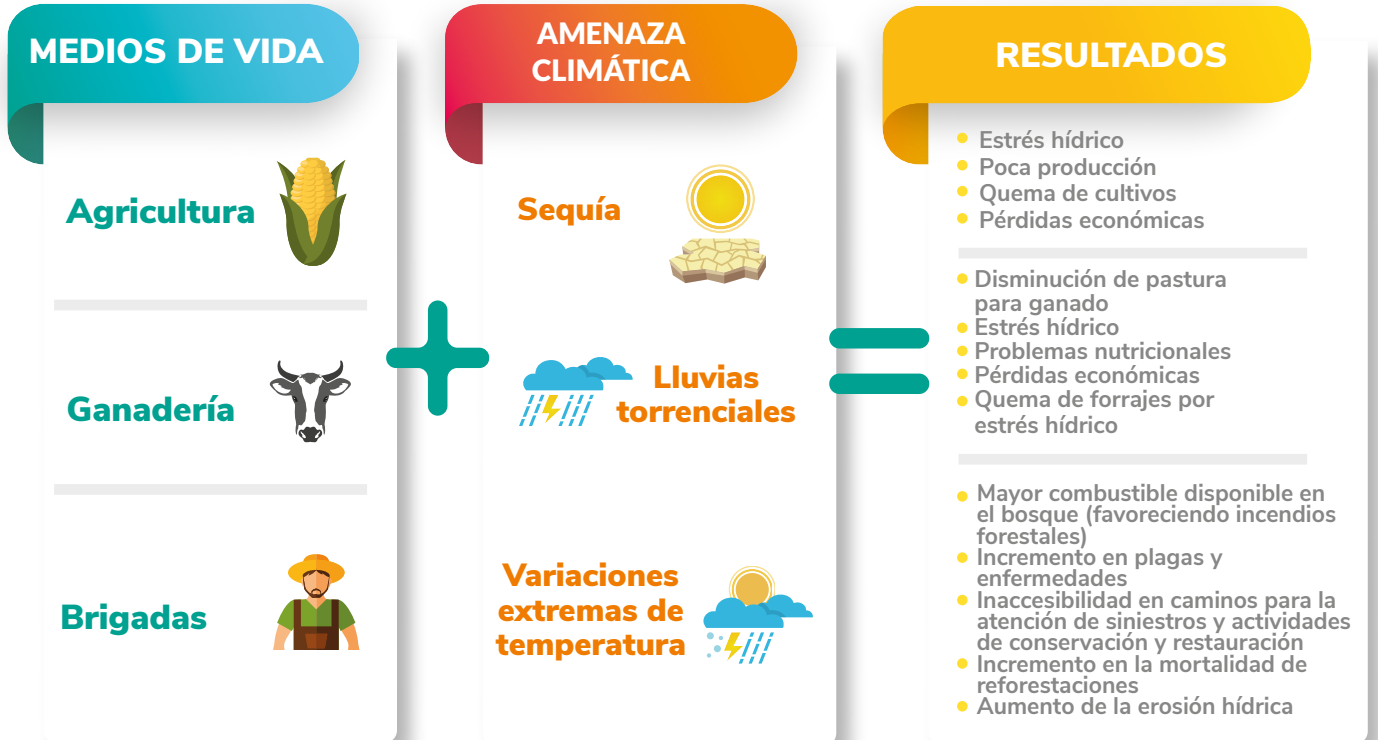 MEDIOS DE VIDA
Agricultura
Ganadería
Brigadas
AMENAZA
CLIMÁTICA
Sequía
Lluvias
torrenciales
Variaciones
extremas de
temperatura
RESULTADOS
Estrés hídrico
Poca producción
Quema de cultivos
Pérdidas económicas
Disminución de pastura
para ganado
Estrés hídrico
Problemas nutricionales
Pérdidas económicas
Quema de forrajes por
estrés hídrico
Mayor combustible disponible en
el bosque (favoreciendo incendios
forestales)
Incremento en plagas y
enfermedades
Inaccesibilidad en caminos para la
atención de siniestros y actividades
de conservación y restauración
Incremento en la mortalidad de
reforestaciones
Aumento de la erosión hídrica